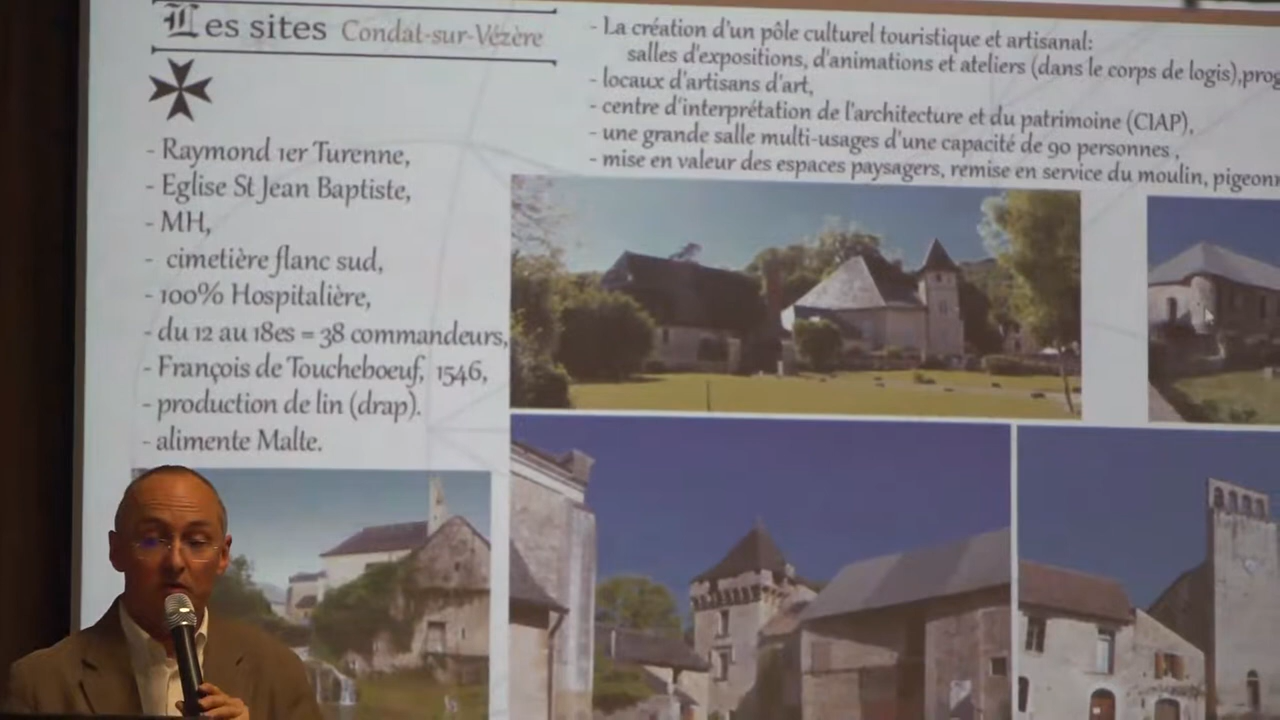 Les sites Condat-sur-Vézère
- Raymond 1er Turenne,
- Eglise St Jean Baptiste,
- MH,
- cimetière flanc sud,
- 100% Hospitalière,
- du 12 au 18es = 38 commandeurs,
- François de Toucheboeuf, 1546,
- production de lin (drap).
- alimente Malte.
- La création d'un pôle culturel touristique et artisanal:
salles d'expositions, d'animations et ateliers (dans le corps de logis),prog
- locaux d'artisans d'art,
- centre d'interprétation de l'architecture et du patrimoine (CIAP),
- une grande salle multi-usages d'une capacité de 90 personnes ,
- mise en valeur des espaces paysagers, remise en service du moulin, pigeonn